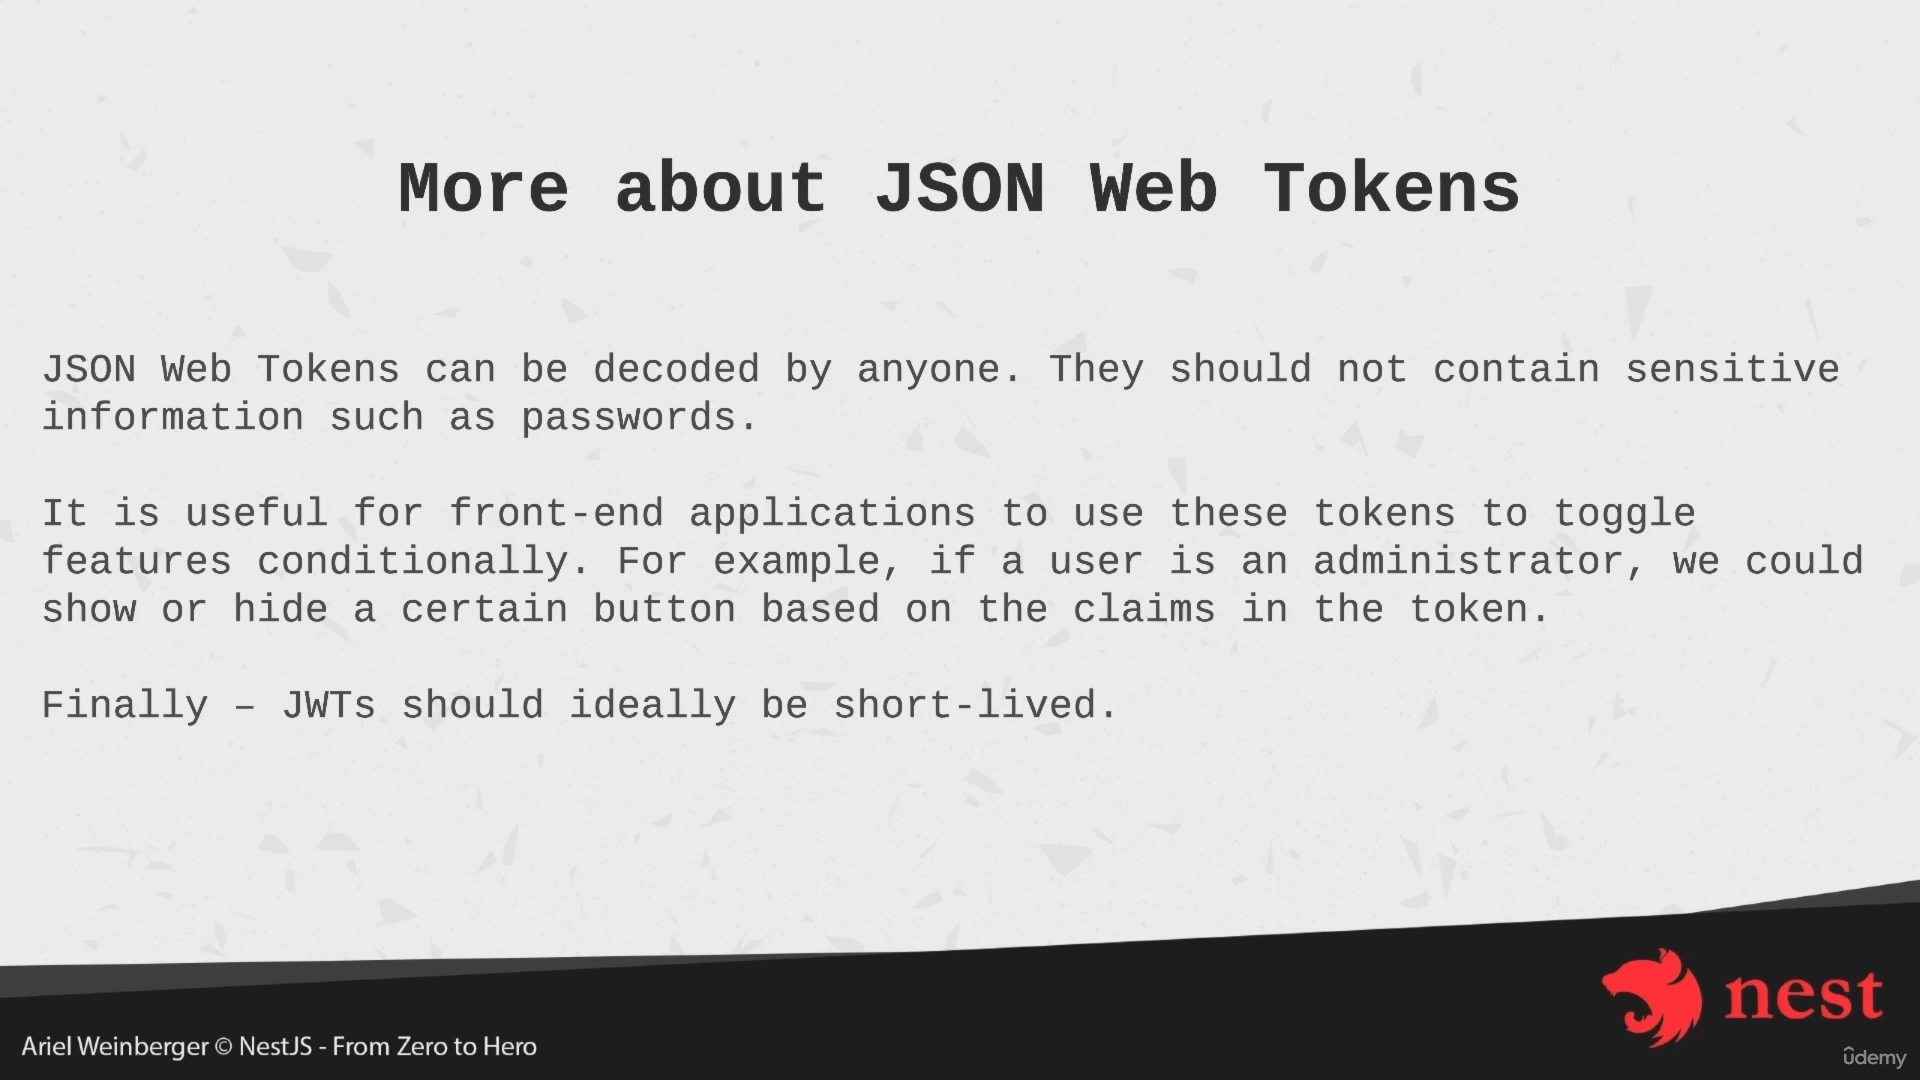 More about JSON Web Tokens
JSON Web Tokens can be decoded by anyone. They should not contain sensitive
information such as passwords.
It is useful for front-end applications to use these tokens to toggle
features conditionally. For example, if a user is an administrator, we could
show or hide a certain button based on the claims in the token.
Finally – JWTs should ideally be short-lived.
nest
Ariel Weinberger © NestJS - From Zero to Hero
ûdemy